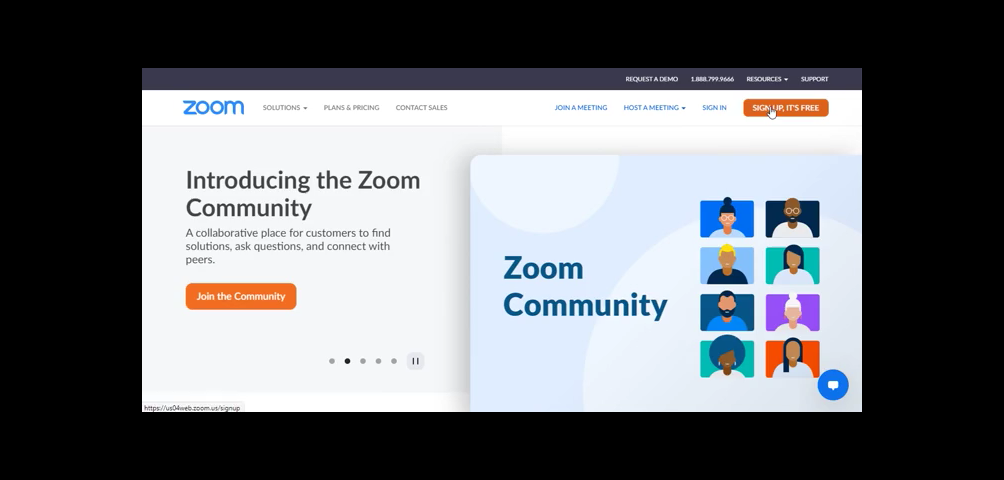 REQUEST A DEMO 1.888.799.9666 RESOURCES SUPPORT
zoom SOLUTIONS PLANS & PRICING CONTACT SALES JOIN A MEETING HOST A MEETING SIGN IN SIGN UP, IT'S FREE
Introducing the Zoom
Community
A collaborative place for customers to find
solutions, ask questions, and connect with
peers.
Join the Community
Zoom
Community
https://us04web.zoom.us/signup